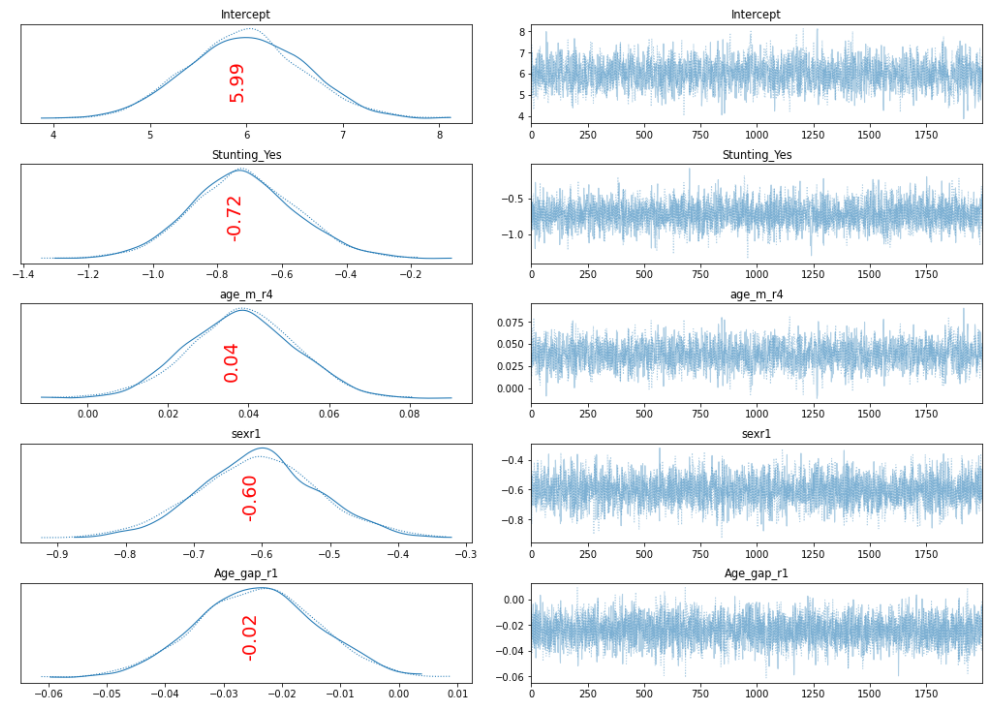 Intercept
5.99
4 5 6 7 8
Intercept
8
7
6
5
4
0 250 500 750 1000 1250 1500 1750
Stunting_Yes
-0.72
−1.4 −1.2 −1.0 −0.8 −0.6 −0.4 −0.2
Stunting_Yes
−0.5
−1.0
0 250 500 750 1000 1250 1500 1750
age_m_r4
0.04
0.00 0.02 0.04 0.06 0.08
age_m_r4
0.075
0.050
0.025
0.000
0 250 500 750 1000 1250 1500 1750
sexr1
-0.60
−0.9 −0.8 −0.7 −0.6 −0.5 −0.4 −0.3
sexr1
−0.4
−0.6
−0.8
0 250 500 750 1000 1250 1500 1750
Age_gap_r1
-0.02
−0.06 −0.05 −0.04 −0.03 −0.02 −0.01 0.00 0.01
Age_gap_r1
0.00
−0.02
−0.04
−0.06
0 250 500 750 1000 1250 1500 1750